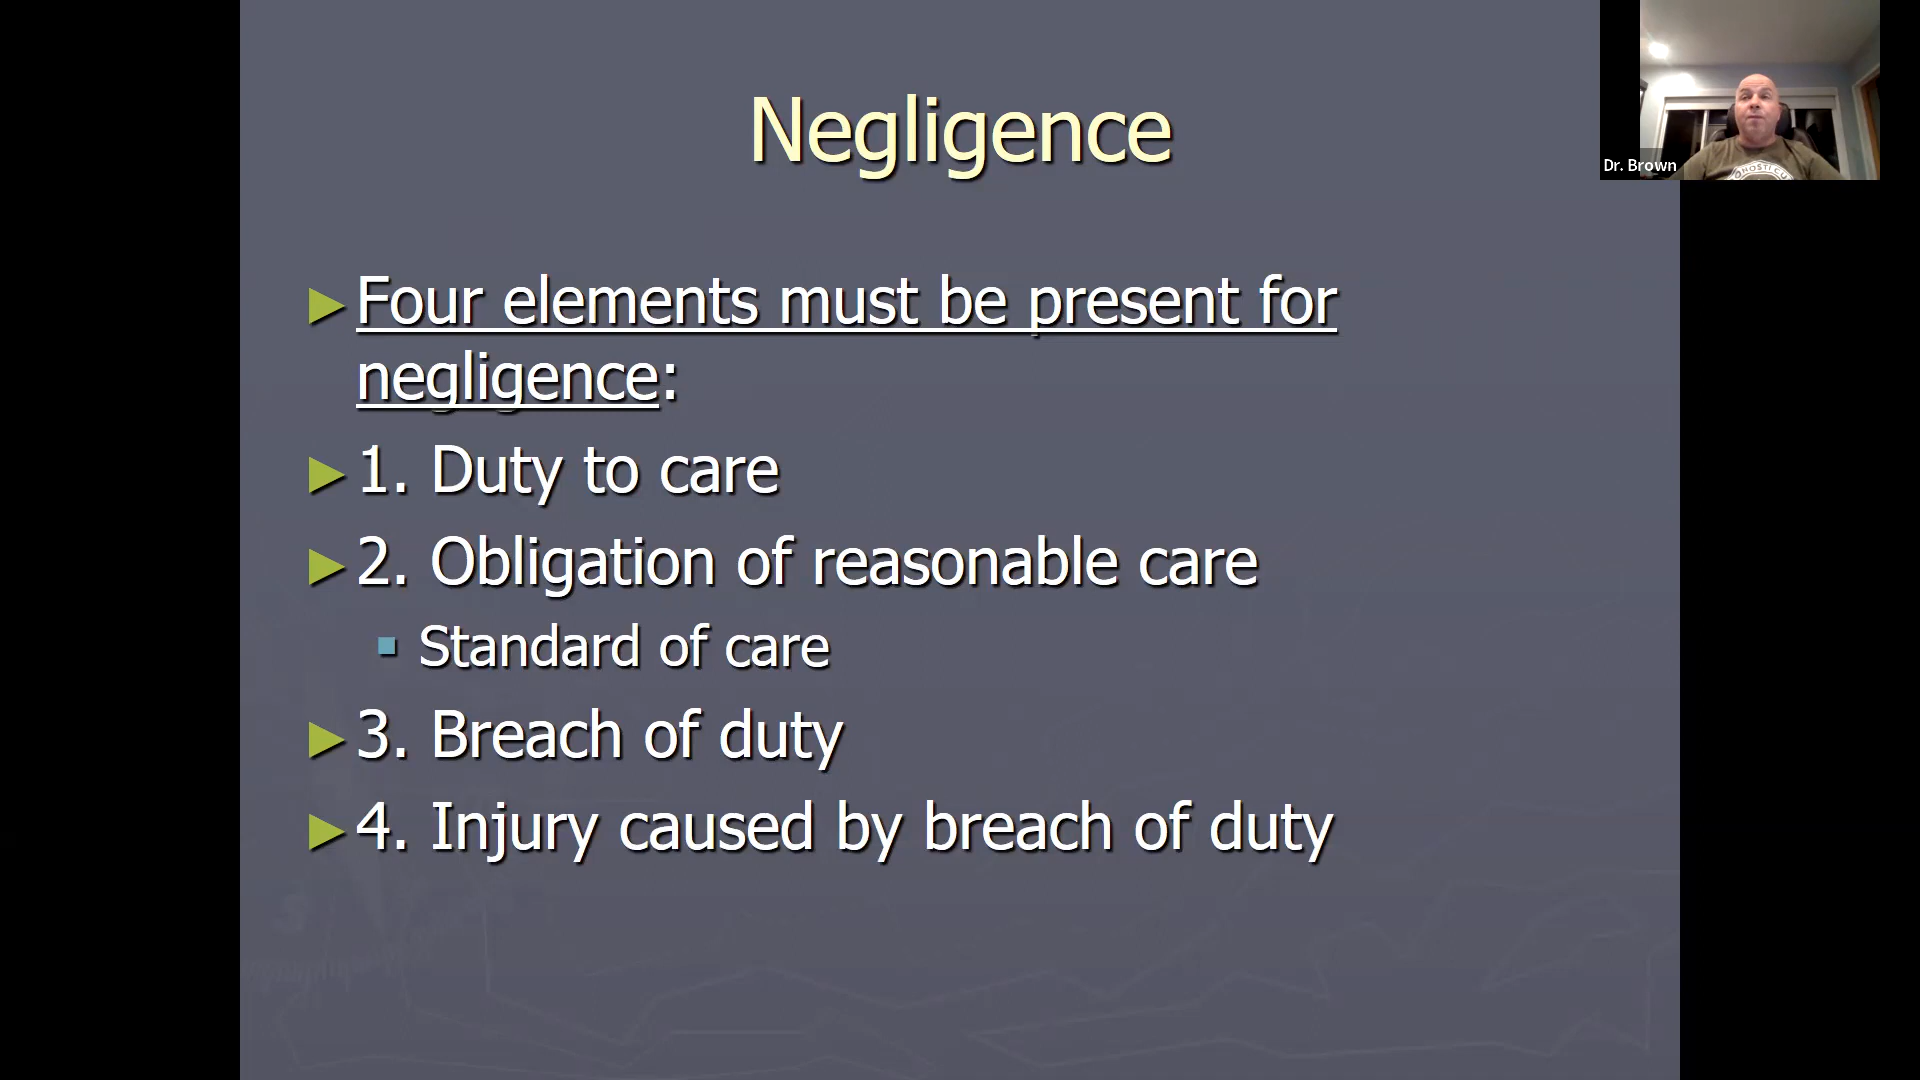 Negligence
Dr. Brown
►Four elements must be present for
negligence:
►1. Duty to care
►2. Obligation of reasonable care
▪ Standard of care
►3. Breach of duty
►4. Injury caused by breach of duty